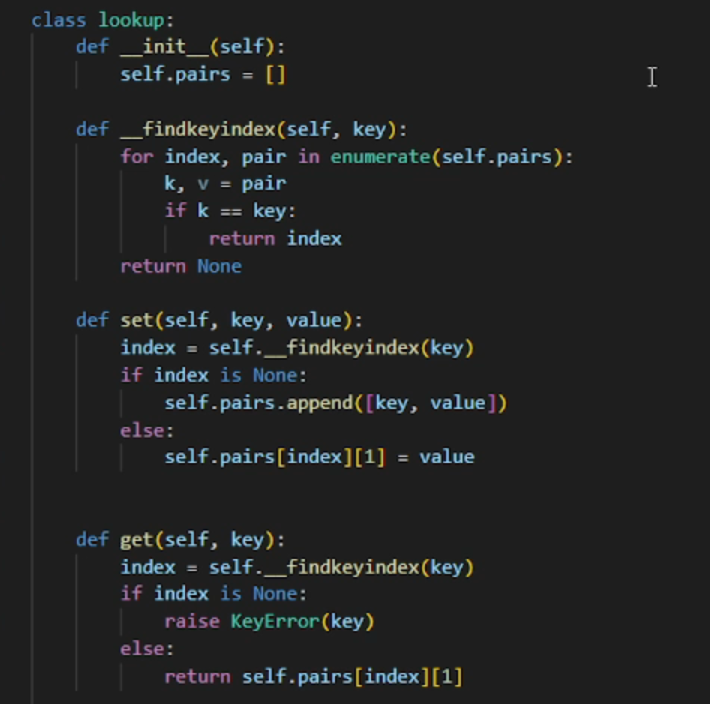 class lookup:
    def __init__(self):
        self.pairs = []

    def __findkeyindex(self, key):
        for index, pair in enumerate(self.pairs):
            k, v = pair
            if k == key:
                return index
        return None

    def set(self, key, value):
        index = self.__findkeyindex(key)
        if index is None:
            self.pairs.append([key, value])
        else:
            self.pairs[index][1] = value


    def get(self, key):
        index = self.__findkeyindex(key)
        if index is None:
            raise KeyError(key)
        else:
            return self.pairs[index][1]